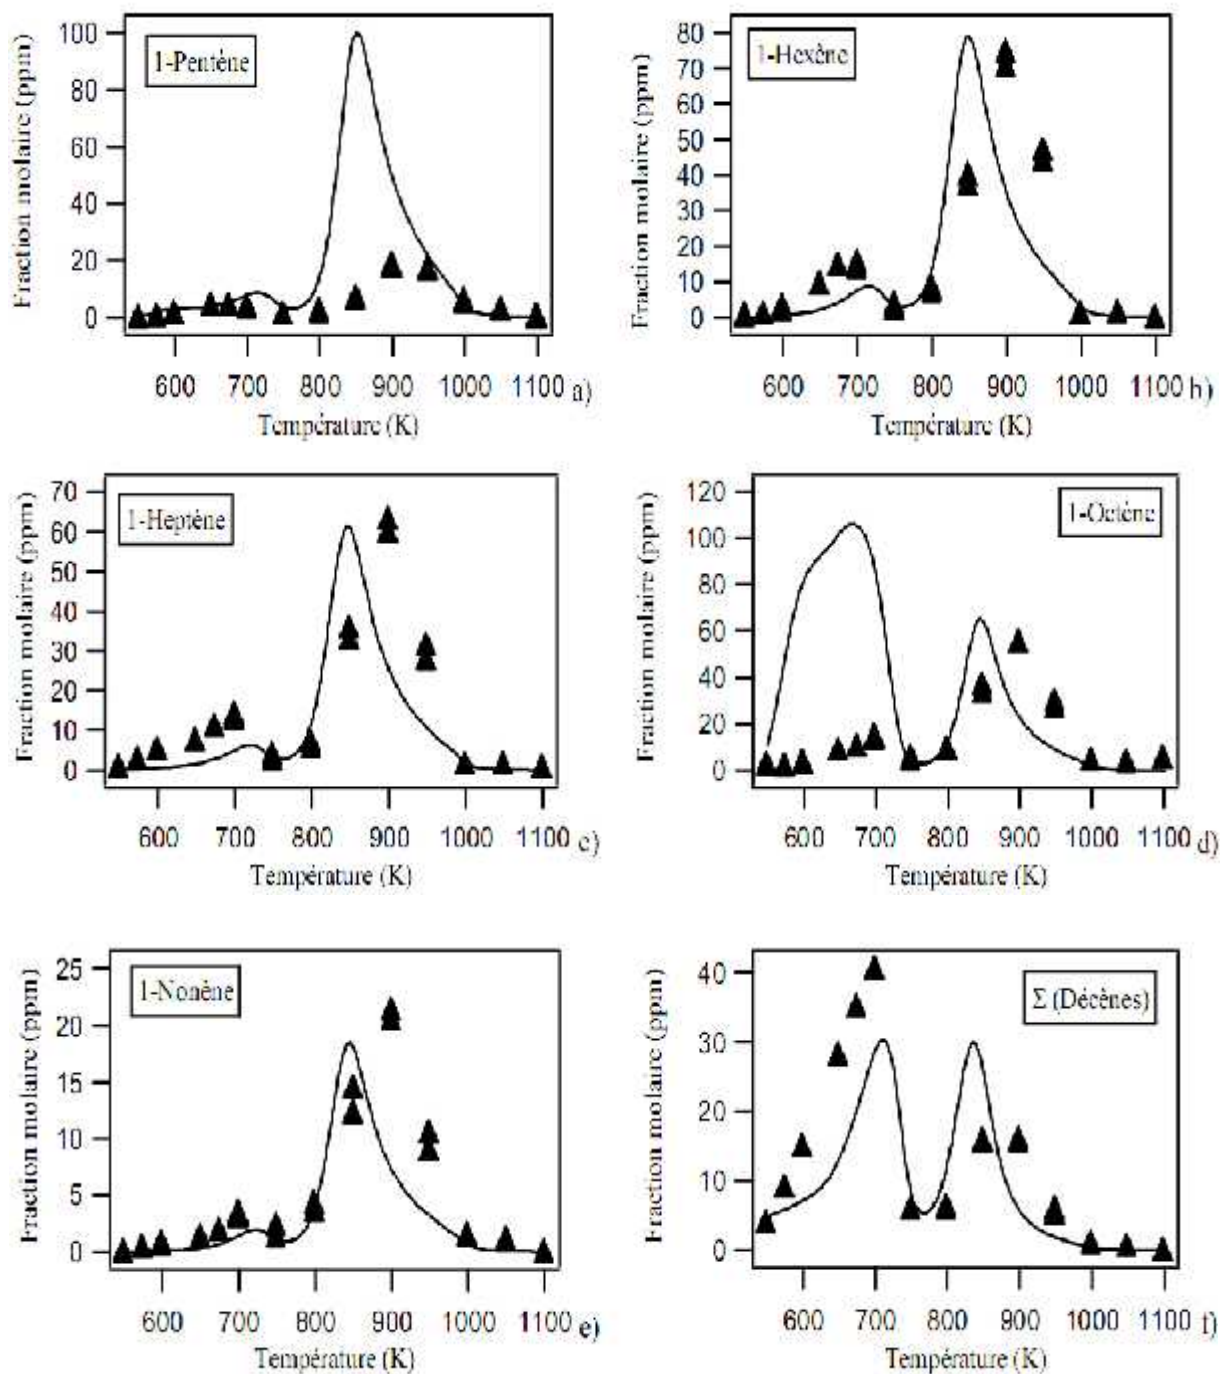 1-Pentène
Fraction molaire (ppm)
100
80
60
40
20
0
600 700 800 900 1000 1100 a)
Température (K)
1-Hexène
Fraction molaire (ppm)
80
70
60
50
40
30
20
10
0
600 700 800 900 1000 1100 b)
Température (K)
1-Heptène
Fraction molaire (ppm)
70
60
50
40
30
20
10
0
600 700 800 900 1000 1100 c)
Température (K)
1-Octène
Fraction molaire (ppm)
120
100
80
60
40
20
0
600 700 800 900 1000 1100 d)
Température (K)
1-Nonène
Fraction molaire (ppm)
25
20
15
10
5
0
600 700 800 900 1000 1100 e)
Température (K)
Σ (Décènes)
Fraction molaire (ppm)
40
30
20
10
0
600 700 800 900 1000 1100 f)
Température (K)